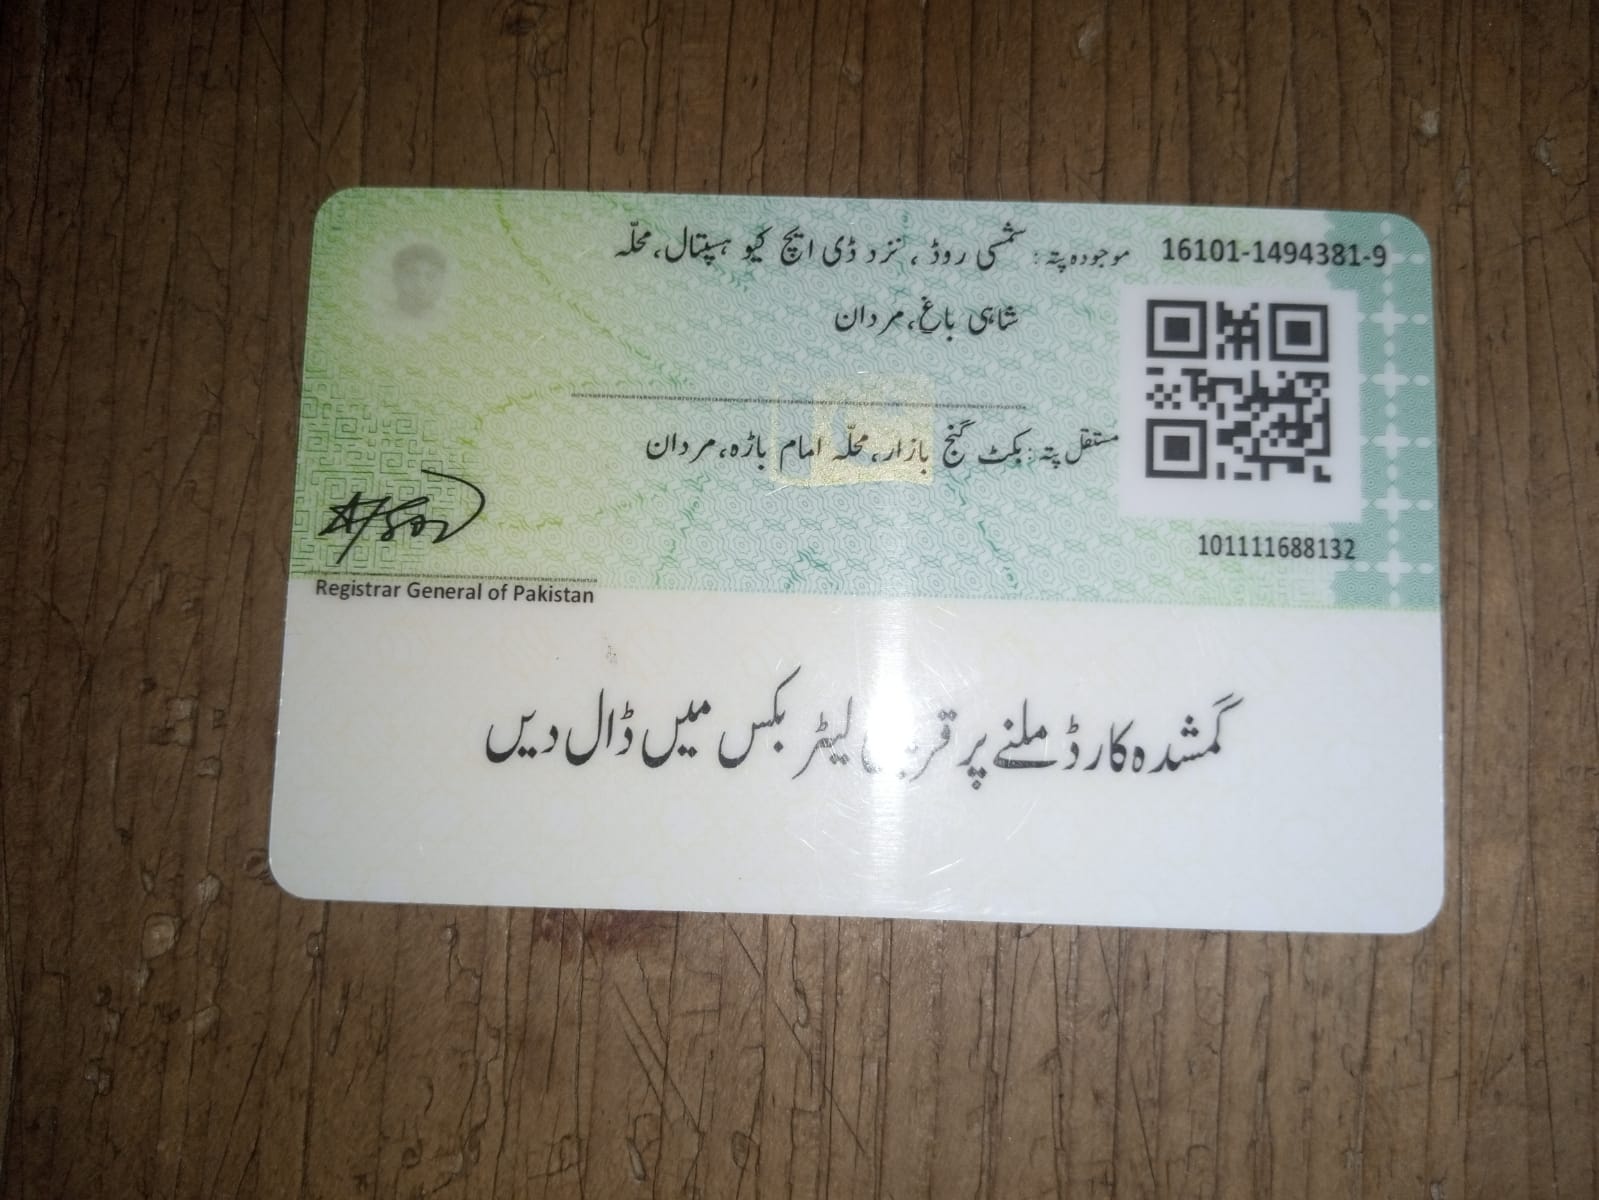 16101-1494381-9
موجودہ پتہ: شمسی روڈ، نزد ڈی ایچ کیو ہسپتال، محلّہ
شاہی باغ، مردان
مستقل پتہ: بکٹ گنج بازار، محلّہ امام باڑہ، مردان
101111688132
Registrar General of Pakistan
گمشدہ کارڈ ملنے پر قریبی لیٹر بکس میں ڈال دیں